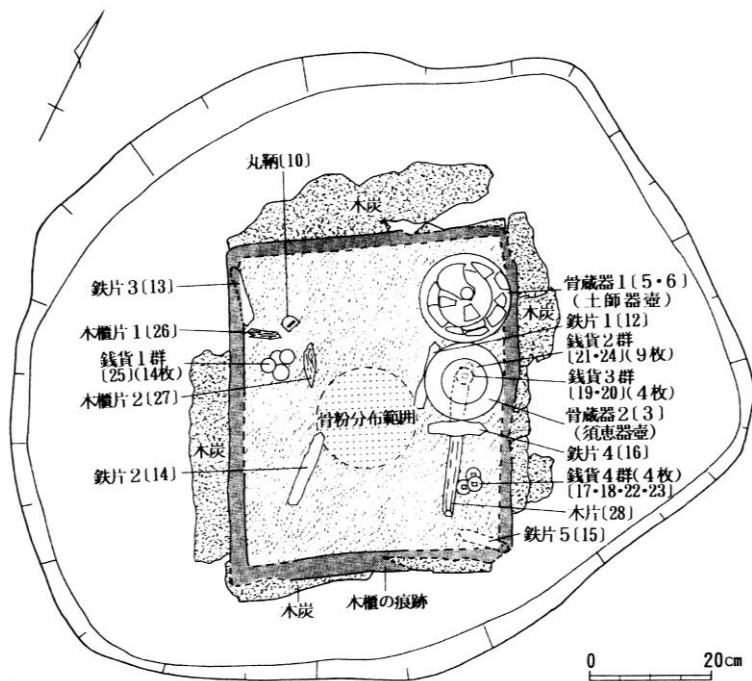 丸鞆〔10〕
木炭
鉄片3〔13〕
木櫃片1〔26〕
銭貨1群
〔25〕(14枚)
木櫃片2〔27〕
木炭
鉄片2〔14〕
骨粉分布範囲
骨蔵器1〔5・6〕
(土師器壺)
木炭
鉄片1〔12〕
銭貨2群
〔21・24〕(9枚)
銭貨3群
〔19・20〕(4枚)
骨蔵器2〔3〕
(須恵器壺)
鉄片4〔16〕
銭貨4群(4枚)
〔17・18・22・23〕
木片〔28〕
鉄片5〔15〕
木炭
木櫃の痕跡
0 20cm